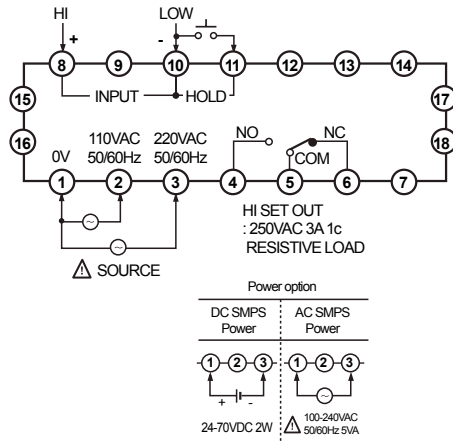 HI LOW
+ -
8 9 10 11 12 13 14
INPUT HOLD
15 17
16 18
0V 110VAC 50/60Hz 220VAC 50/60Hz NO NC
COM
1 2 3 4 5 6 7
HI SET OUT
: 250VAC 3A 1c
RESISTIVE LOAD
SOURCE
Power option
DC SMPS Power
AC SMPS Power
1 2 3 1 2 3
+ -
24-70VDC 2W
100-240VAC
50/60Hz 5VA